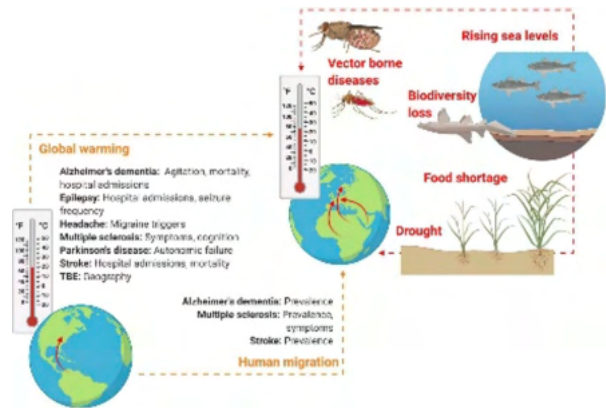 Rising sea levels
Vector borne
diseases
Biodiversity
loss
°F °C
Global warming
Alzheimer's dementia: Agitation, mortality,
hospital admissions
Epilepsy: Hospital admissions, seizure
frequency
Headache: Migraine triggers
Multiple sclerosis: Symptoms, cognition
Parkinson's disease: Autonomic failure
Stroke: Hospital admissions, mortality
TBE: Geography
Food shortage
Drought
°F °C
Alzheimer's dementia: Prevalence
Multiple sclerosis: Prevalence,
symptoms
Stroke: Prevalence
Human migration